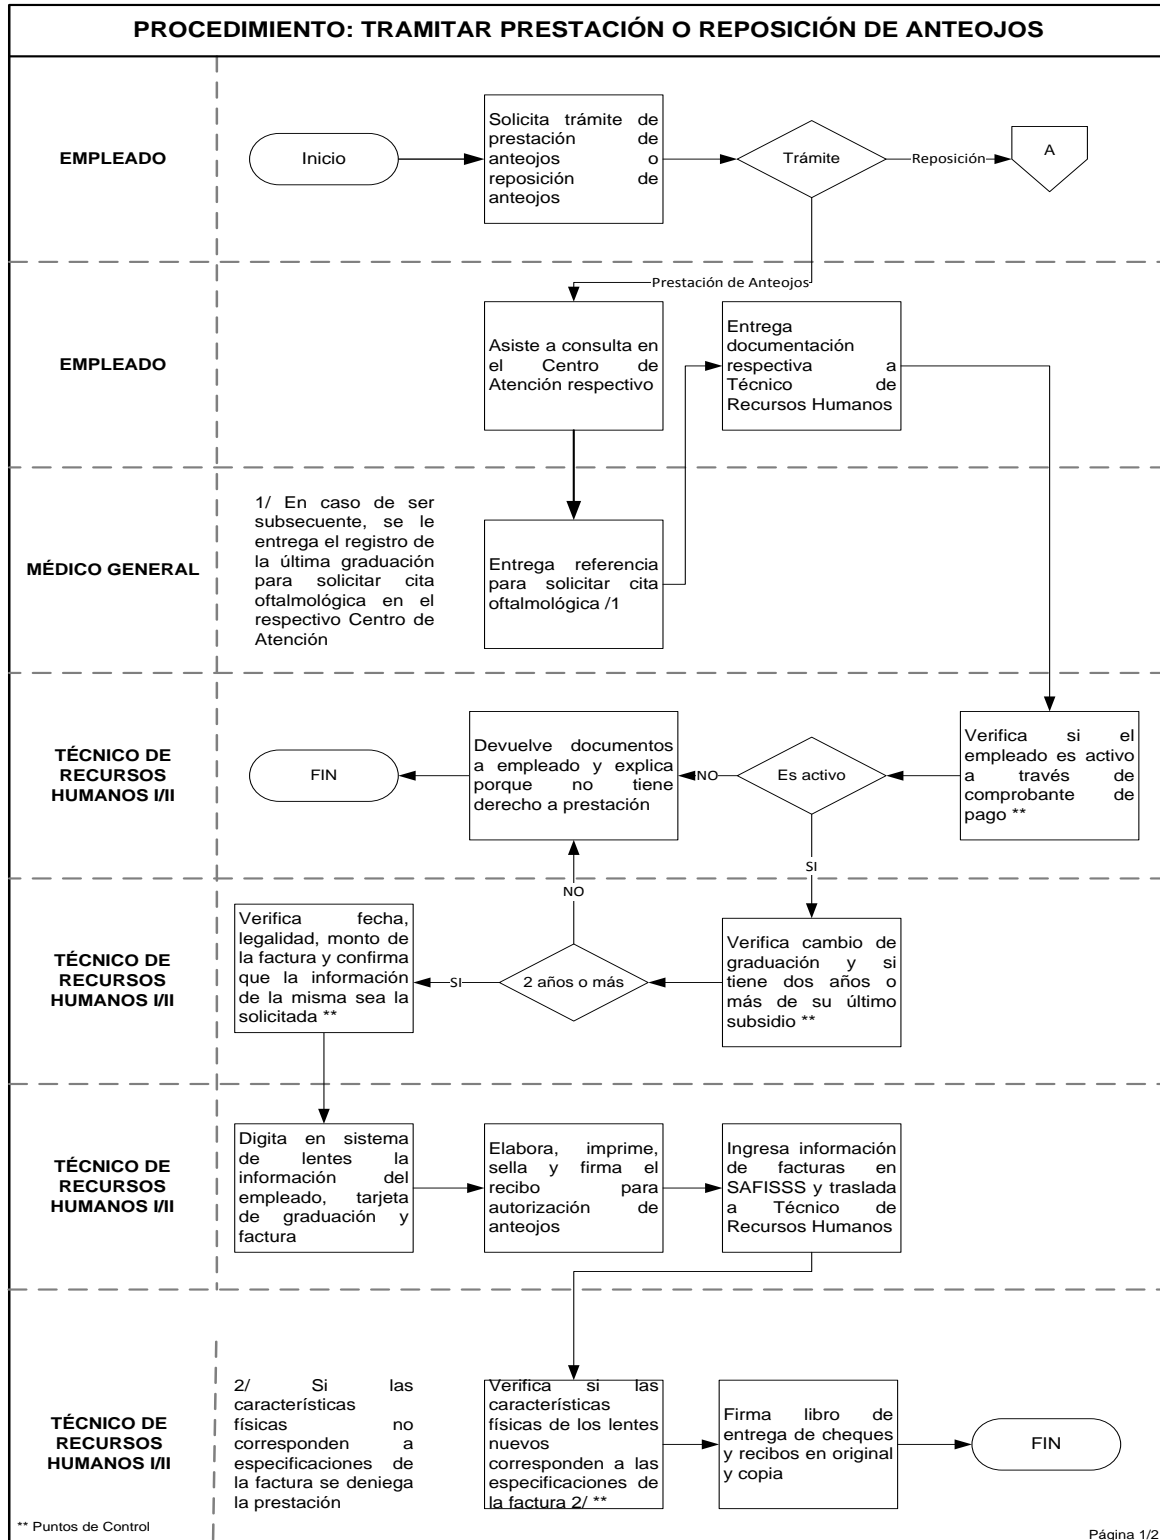 PROCEDIMIENTO: TRAMITAR PRESTACIÓN O REPOSICIÓN DE ANTEOJOS
EMPLEADO
Inicio
Solicita trámite de
prestación de
anteojos o
reposición de
anteojos
Trámite
Reposición
A
Prestación de Anteojos
EMPLEADO
Asiste a consulta en
el Centro de
Atención respectivo
Entrega
documentación
respectiva a
Técnico de
Recursos Humanos
MÉDICO GENERAL
1/ En caso de ser
subsecuente, se le
entrega el registro de
la última graduación
para solicitar cita
oftalmológica en el
respectivo Centro de
Atención
Entrega referencia
para solicitar cita
oftalmológica /1
TÉCNICO DE
RECURSOS
HUMANOS I/II
FIN
Devuelve documentos
a empleado y explica
porque no tiene
derecho a prestación
NO
Es activo
Verifica si el
empleado es activo
a través de
comprobante de
pago **
SI
NO
TÉCNICO DE
RECURSOS
HUMANOS I/II
Verifica fecha,
legalidad, monto de
la factura y confirma
que la información
de la misma sea la
solicitada **
SI
2 años o más
Verifica cambio de
graduación y si
tiene dos años o
más de su último
subsidio **
TÉCNICO DE
RECURSOS
HUMANOS I/II
Digita en sistema
de lentes la
información del
empleado, tarjeta
de graduación y
factura
Elabora, imprime,
sella y firma el
recibo para
autorización de
anteojos
Ingresa información
de facturas en
SAFISSS y traslada
a Técnico de
Recursos Humanos
TÉCNICO DE
RECURSOS
HUMANOS I/II
2/ Si las
características
físicas no
corresponden a
especificaciones de
la factura se deniega
la prestación
Verifica si las
características
físicas de los lentes
nuevos
corresponden a las
especificaciones de
la factura 2/ **
Firma libro de
entrega de cheques
y recibos en original
y copia
FIN
** Puntos de Control
Página 1/2